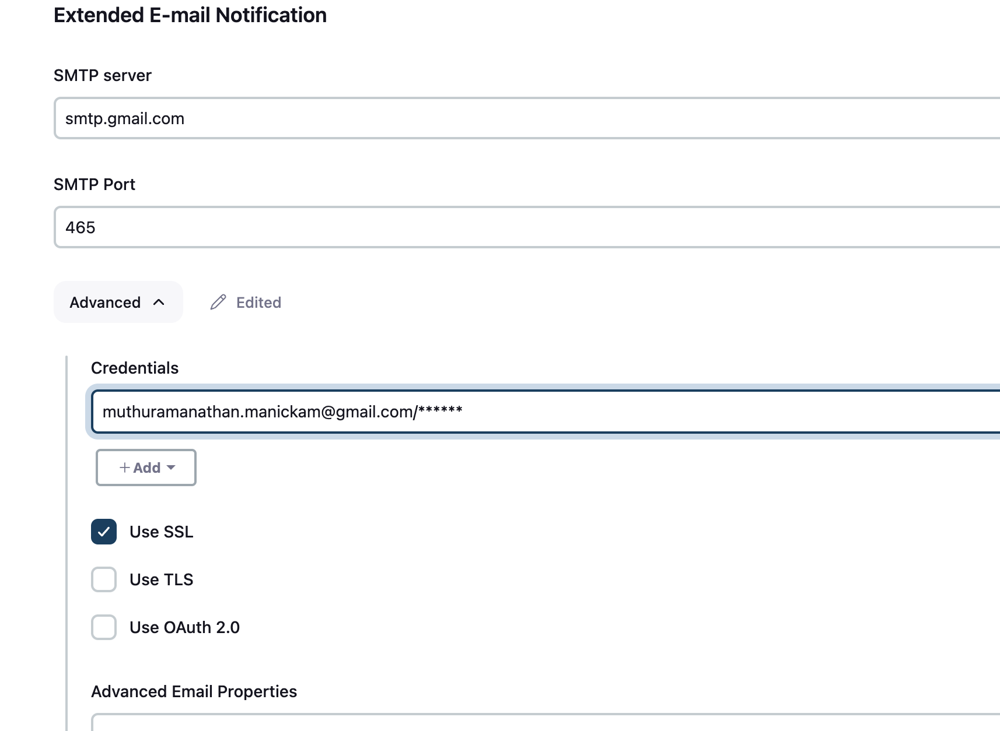 Extended E-mail Notification
SMTP server
smtp.gmail.com
SMTP Port
465
Advanced
Edited
Credentials
muthuramanathan.manickam@gmail.com/******
+ Add
Use SSL
Use TLS
Use OAuth 2.0
Advanced Email Properties